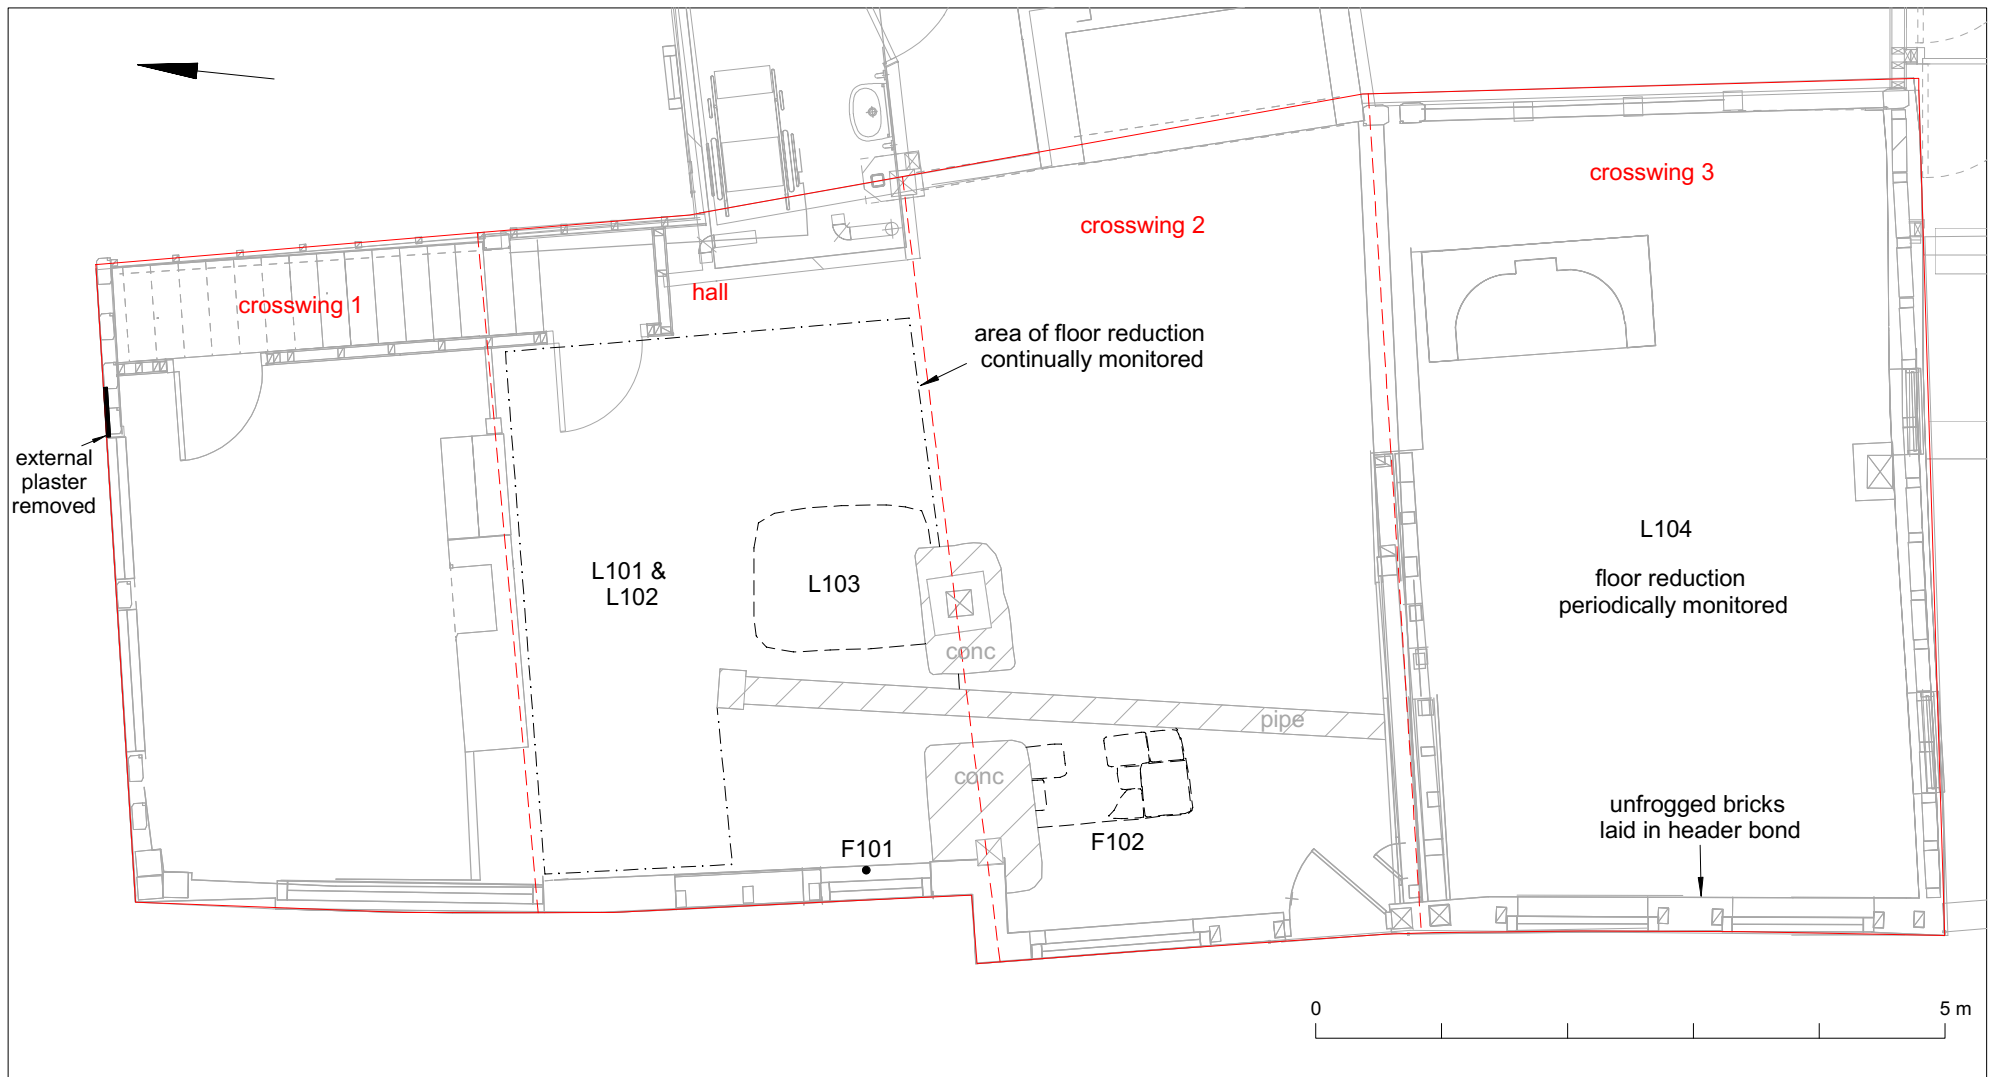 crosswing 3
crosswing 2
hall
crosswing 1
area of floor reduction
continually monitored
external
plaster
removed
L101 &
L102
L103
L104
floor reduction
periodically monitored
conc
pipe
conc
unfrogged bricks
laid in header bond
F101
F102
0
5 m